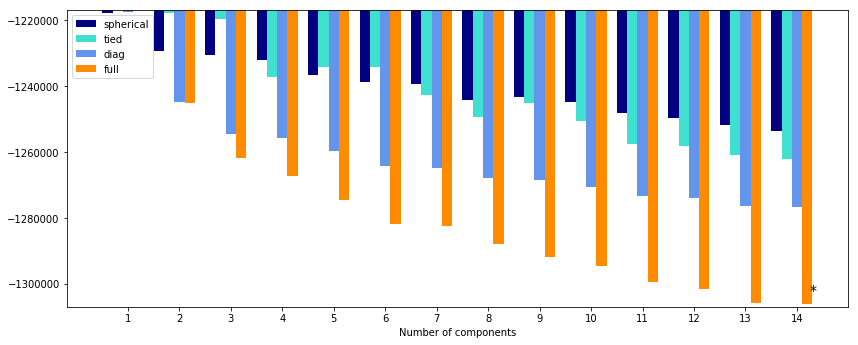 spherical
tied
diag
full
−1220000
−1240000
−1260000
−1280000
−1300000
*
1 2 3 4 5 6 7 8 9 10 11 12 13 14
Number of components